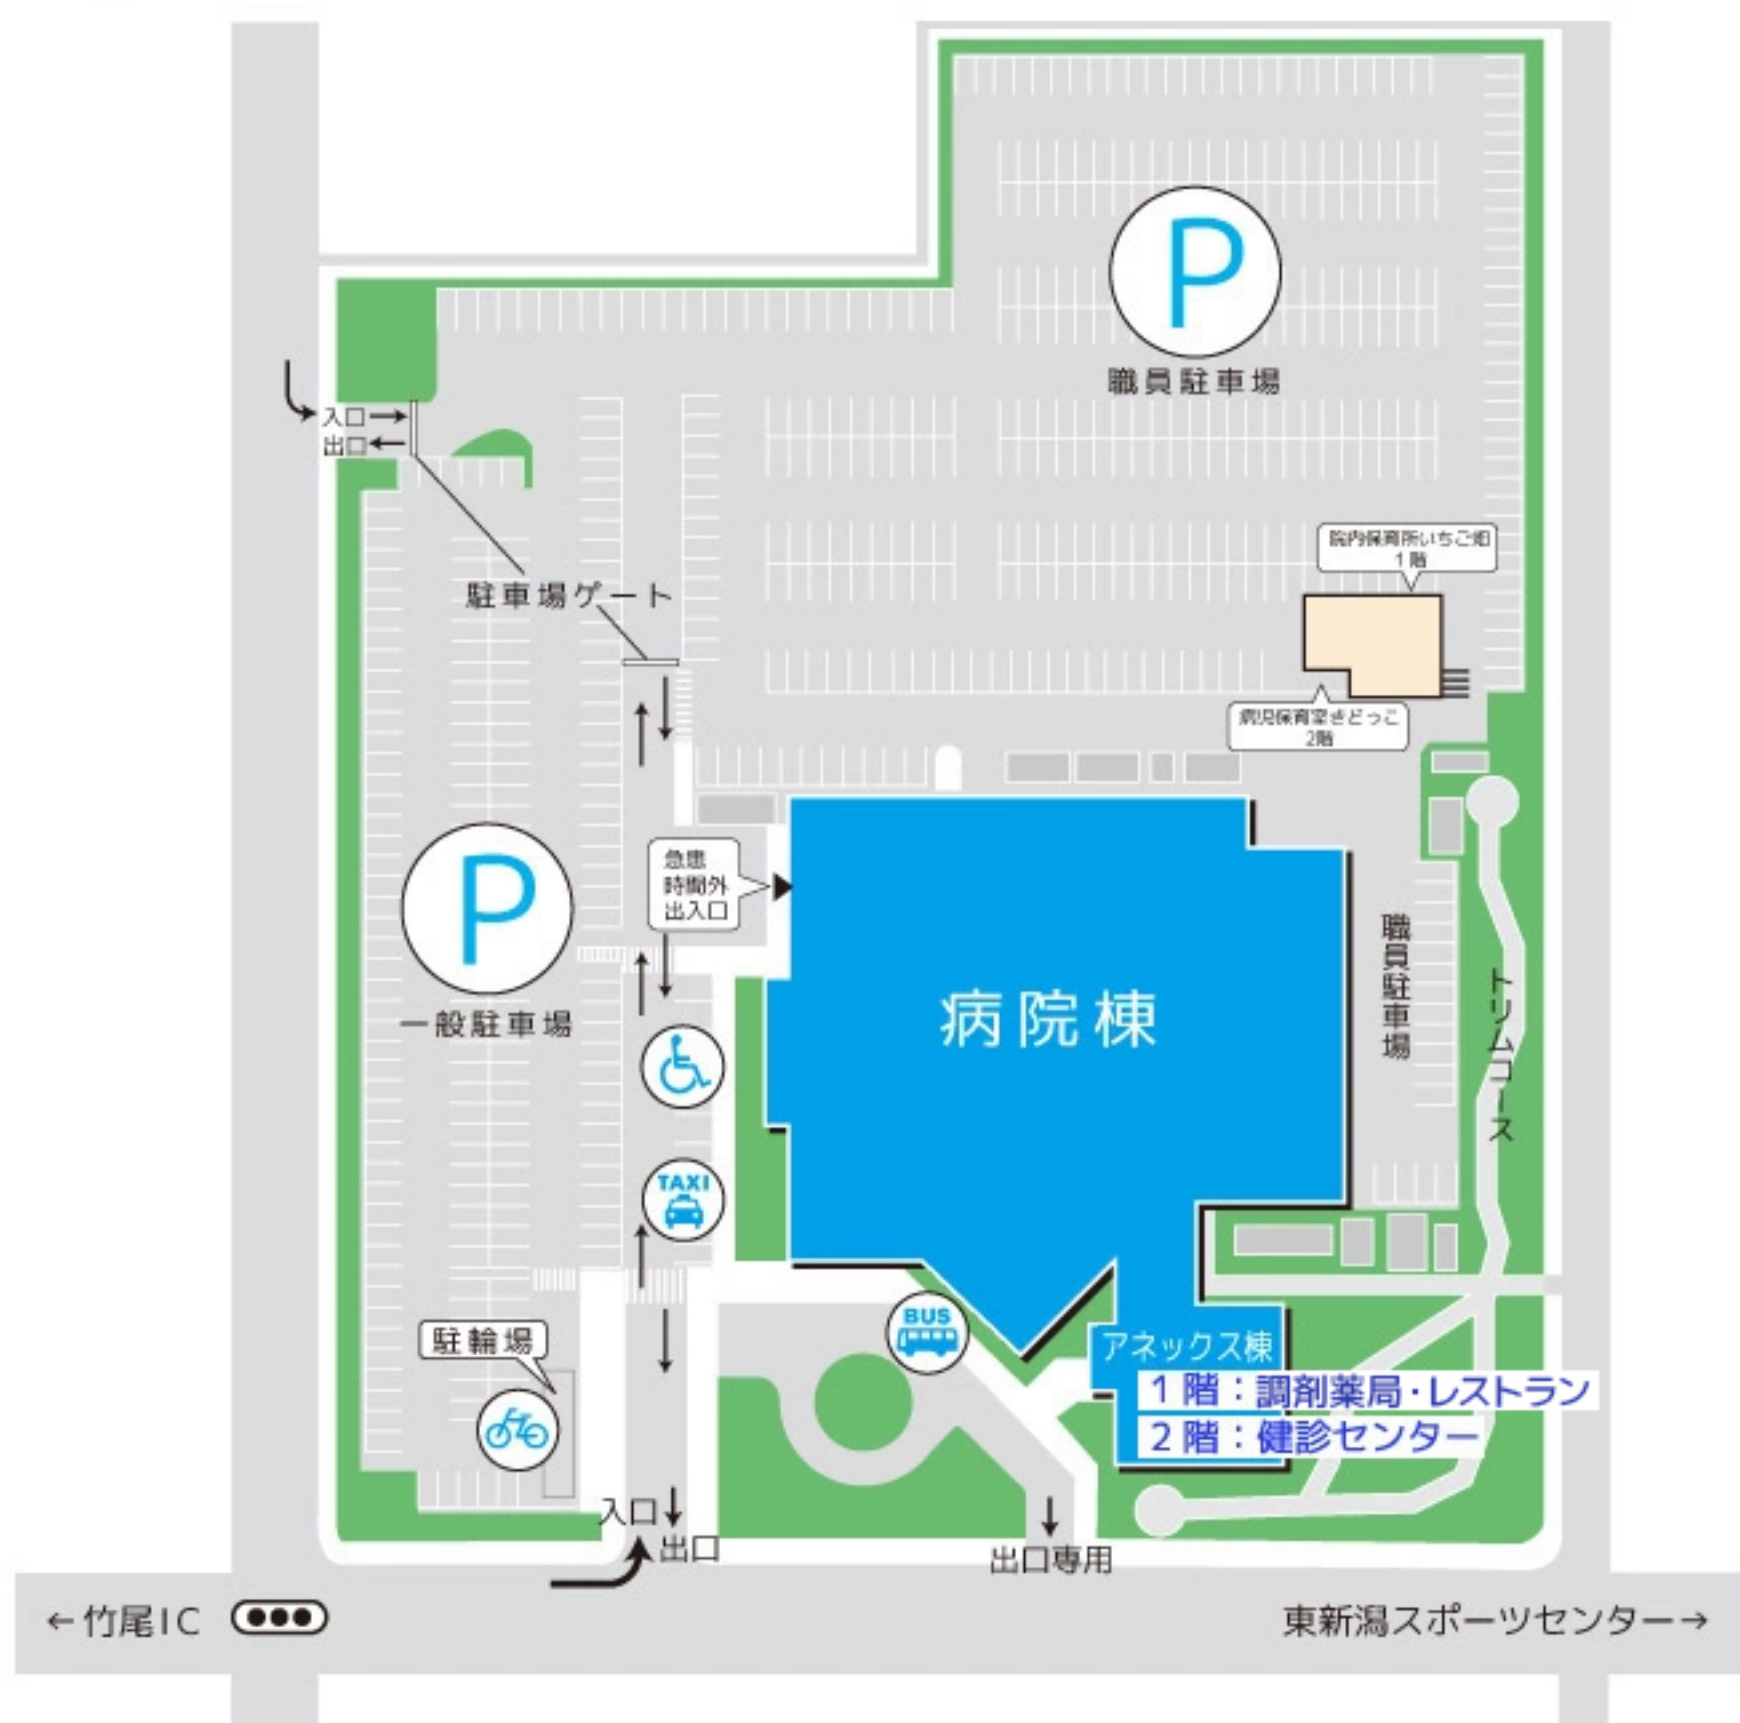 P
職員駐車場
入口
出口
院内保育所いちご畑
1階
駐車場ゲート
病児保育室きどっこ
2階
急患
時間外
出入口
P
一般駐車場
病院棟
職員駐車場
トリムコース
TAXI
BUS
駐輪場
アネックス棟
1階：調剤薬局・レストラン
2階：健診センター
入口
出口
出口専用
←竹尾IC
東新潟スポーツセンター→